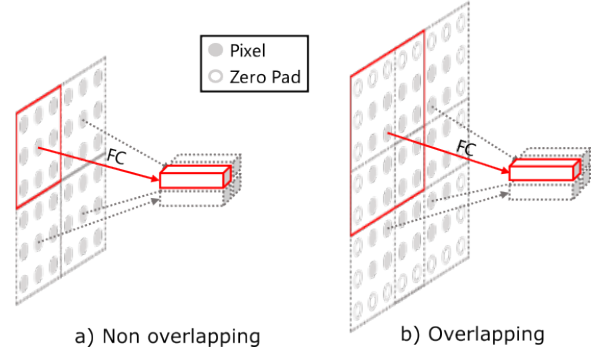 Pixel
Zero Pad
FC
FC
a) Non overlapping
b) Overlapping